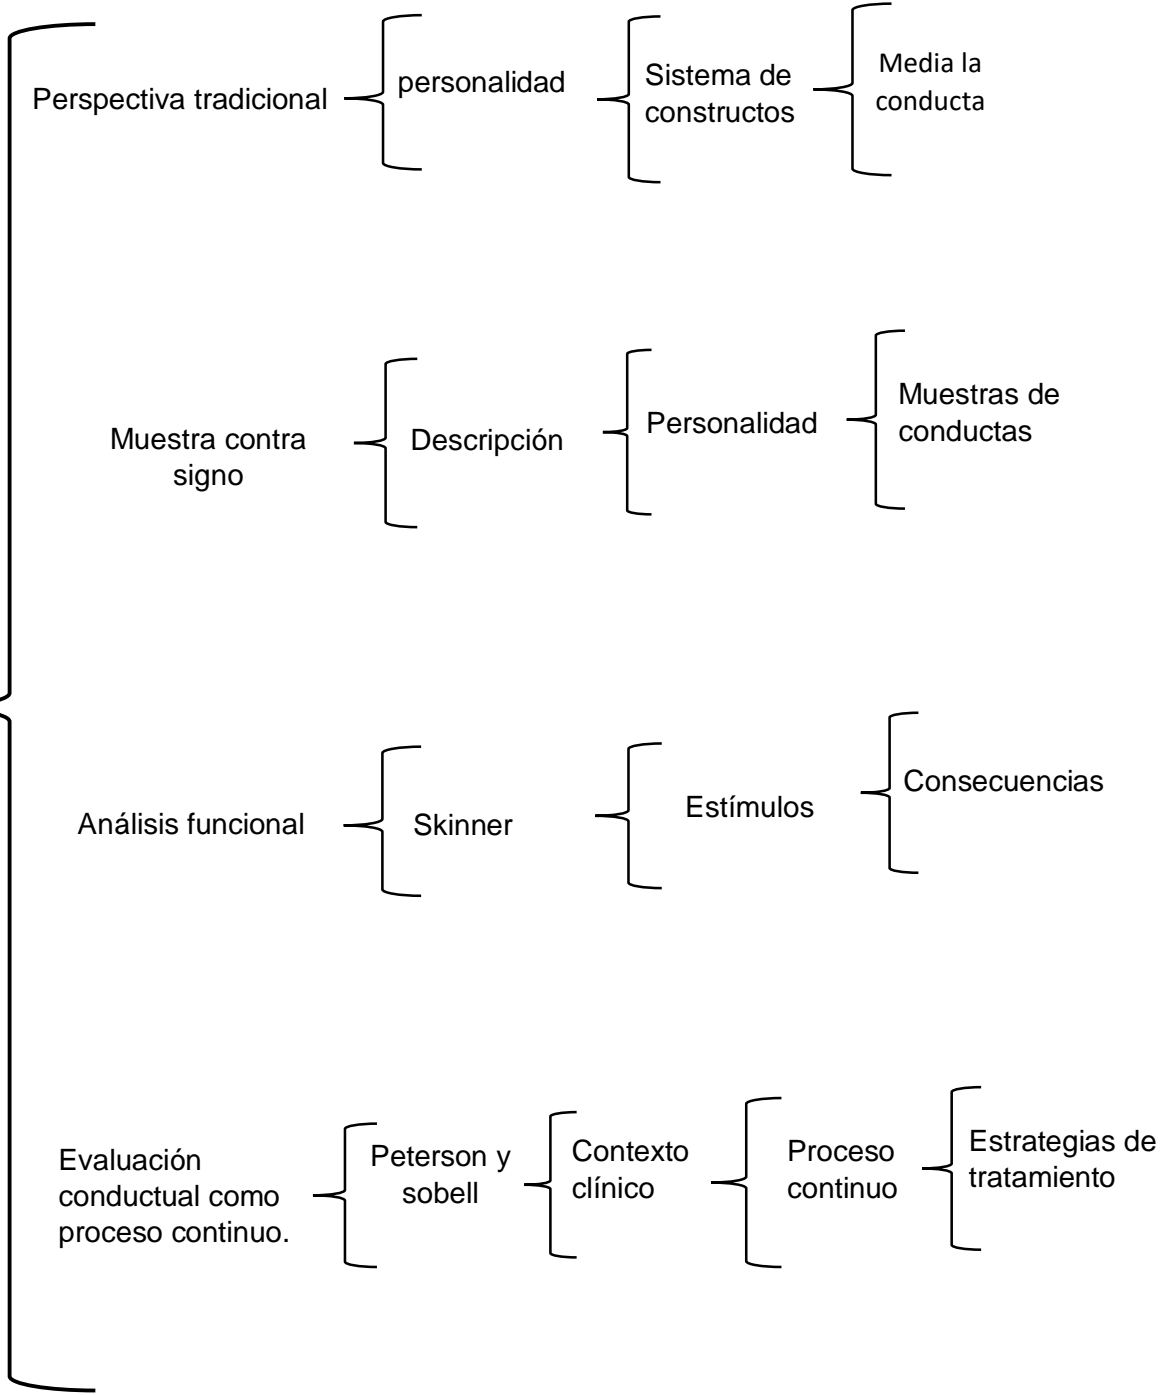 Perspectiva tradicional
personalidad
Sistema de
constructos
Media la
conducta
Muestra contra
signo
Descripción
Personalidad
Muestras de
conductas
Análisis funcional
Skinner
Estímulos
Consecuencias
Evaluación
conductual como
proceso continuo.
Peterson y
sobell
Contexto
clínico
Proceso
continuo
Estrategias de
tratamiento